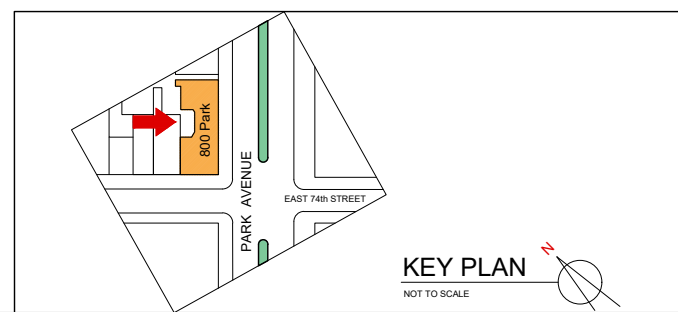 800 Park
PARK AVENUE
EAST 74th STREET
KEY PLAN
NOT TO SCALE
N